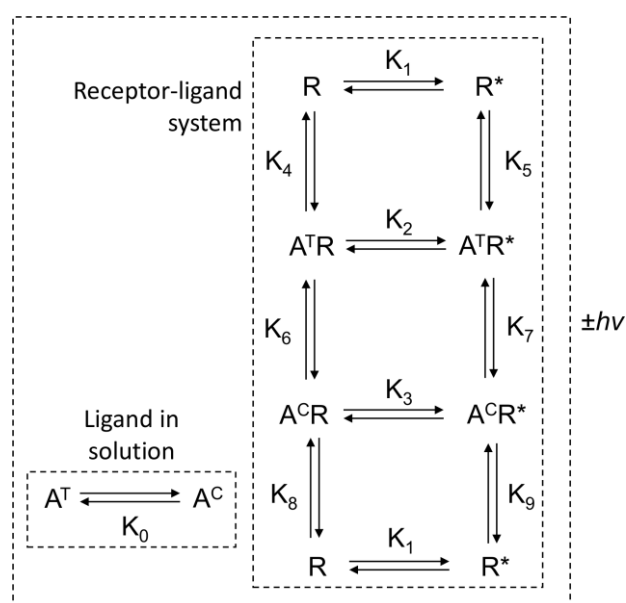 K₁
R R*
Receptor-ligand
system
K₄ K₅
K₂
AᵀR AᵀR*
K₆ K₇
±hv
K₃
AᶜR AᶜR*
Ligand in
solution
K₈ K₉
Aᵀ Aᶜ
K₀
K₁
R R*